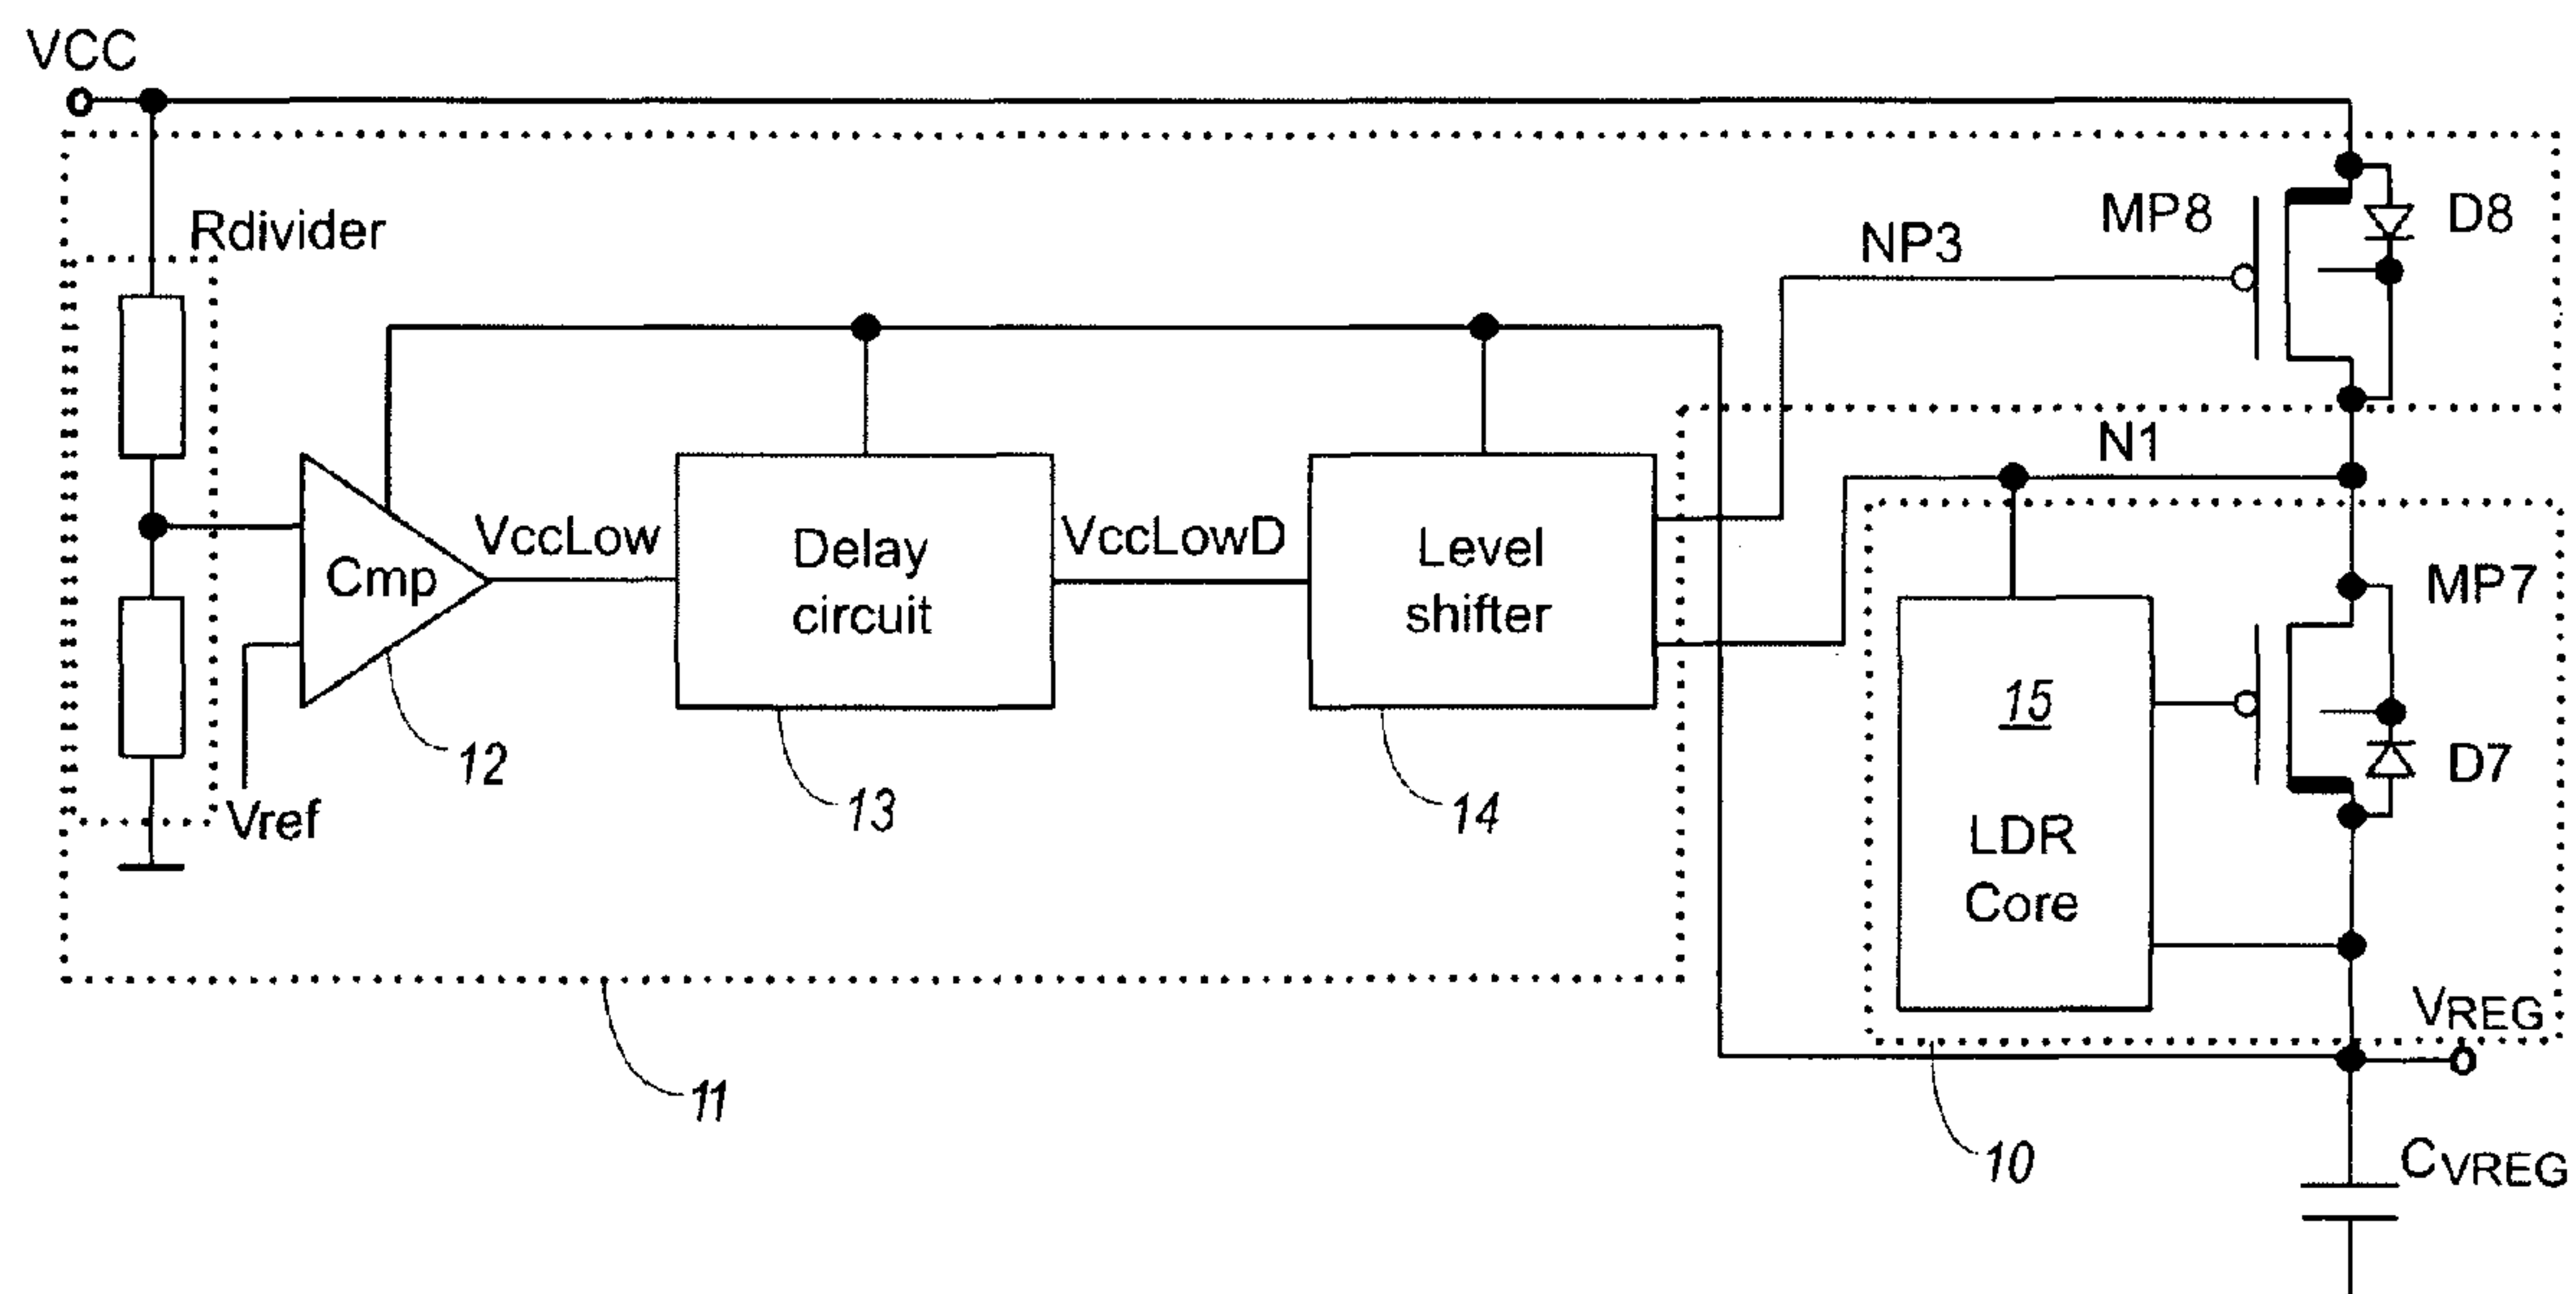 VCC
Rdivider
MP8
D8
NP3
N1
Cmp
VccLow
Delay
circuit
VccLowD
Level
shifter
MP7
15
LDR
Core
D7
12
13
14
Vref
VREG
11
10
CVREG